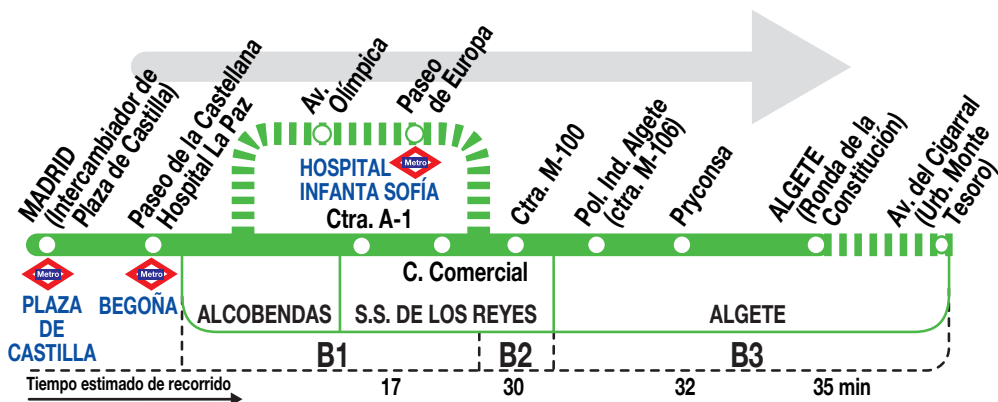 MADRID
(Intercambiador de
Plaza de Castilla)
Paseo de la Castellana
Hospital La Paz
Av.
Olímpica
Paseo
de Europa
Ctra. M-100
Pol. Ind. Algete
(ctra. M-106)
Pryconsa
ALGETE
(Ronda de la
Constitución)
Av. del Cigarral
(Urb. Monte
Tesoro)
Metro
HOSPITAL
INFANTA SOFÍA
Ctra. A-1
Metro
PLAZA
DE
CASTILLA
Metro
BEGOÑA
C. Comercial
ALCOBENDAS
S.S. DE LOS REYES
ALGETE
B1
B2
B3
Tiempo estimado de recorrido
17
30
32
35 min